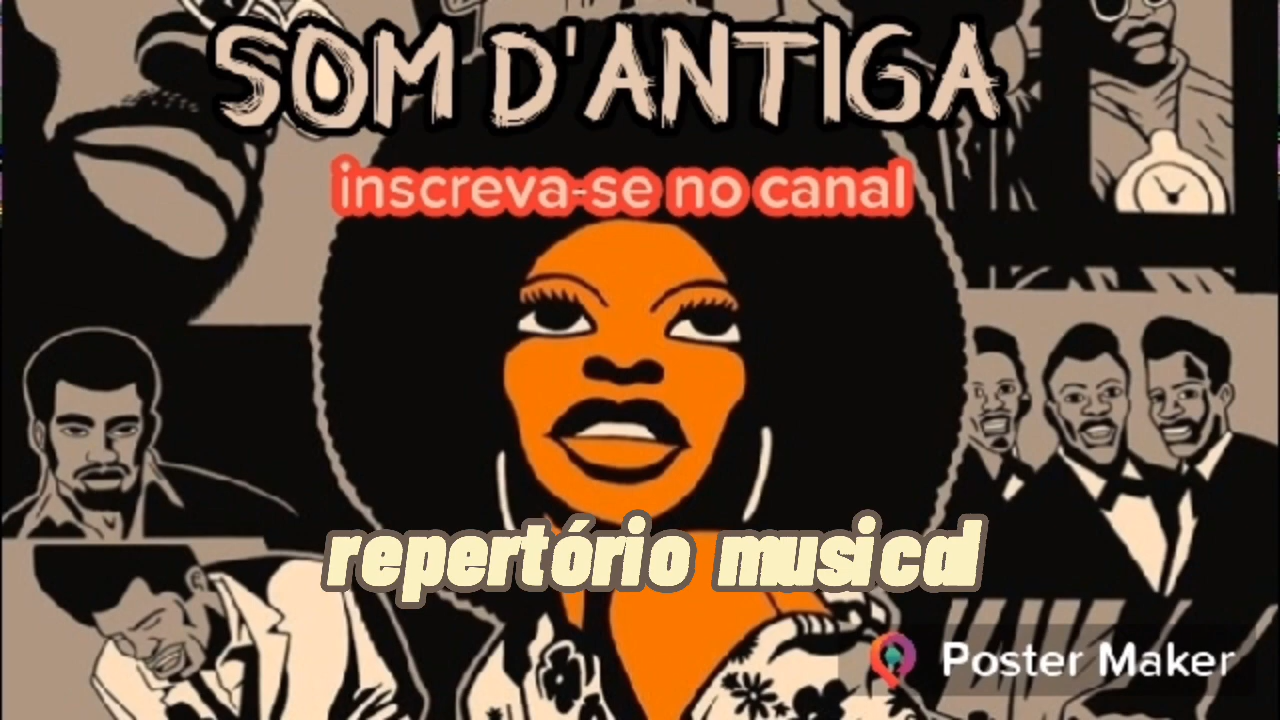 SOM D'ANTIGA
inscreva-se no canal
repertório musical
Poster Maker